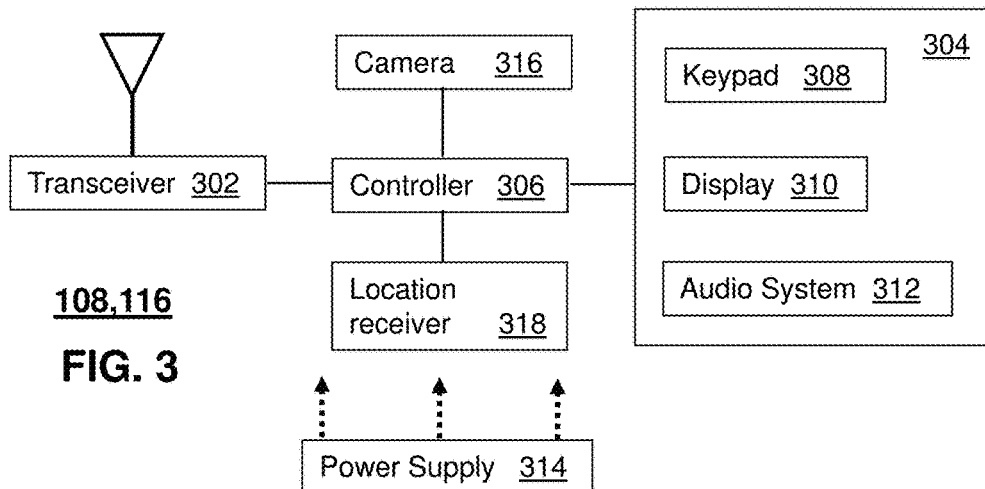 304
Camera 316
Keypad 308
Transceiver 302
Controller 306
Display 310
Location
receiver 318
Audio System 312
108,116
FIG. 3
Power Supply 314